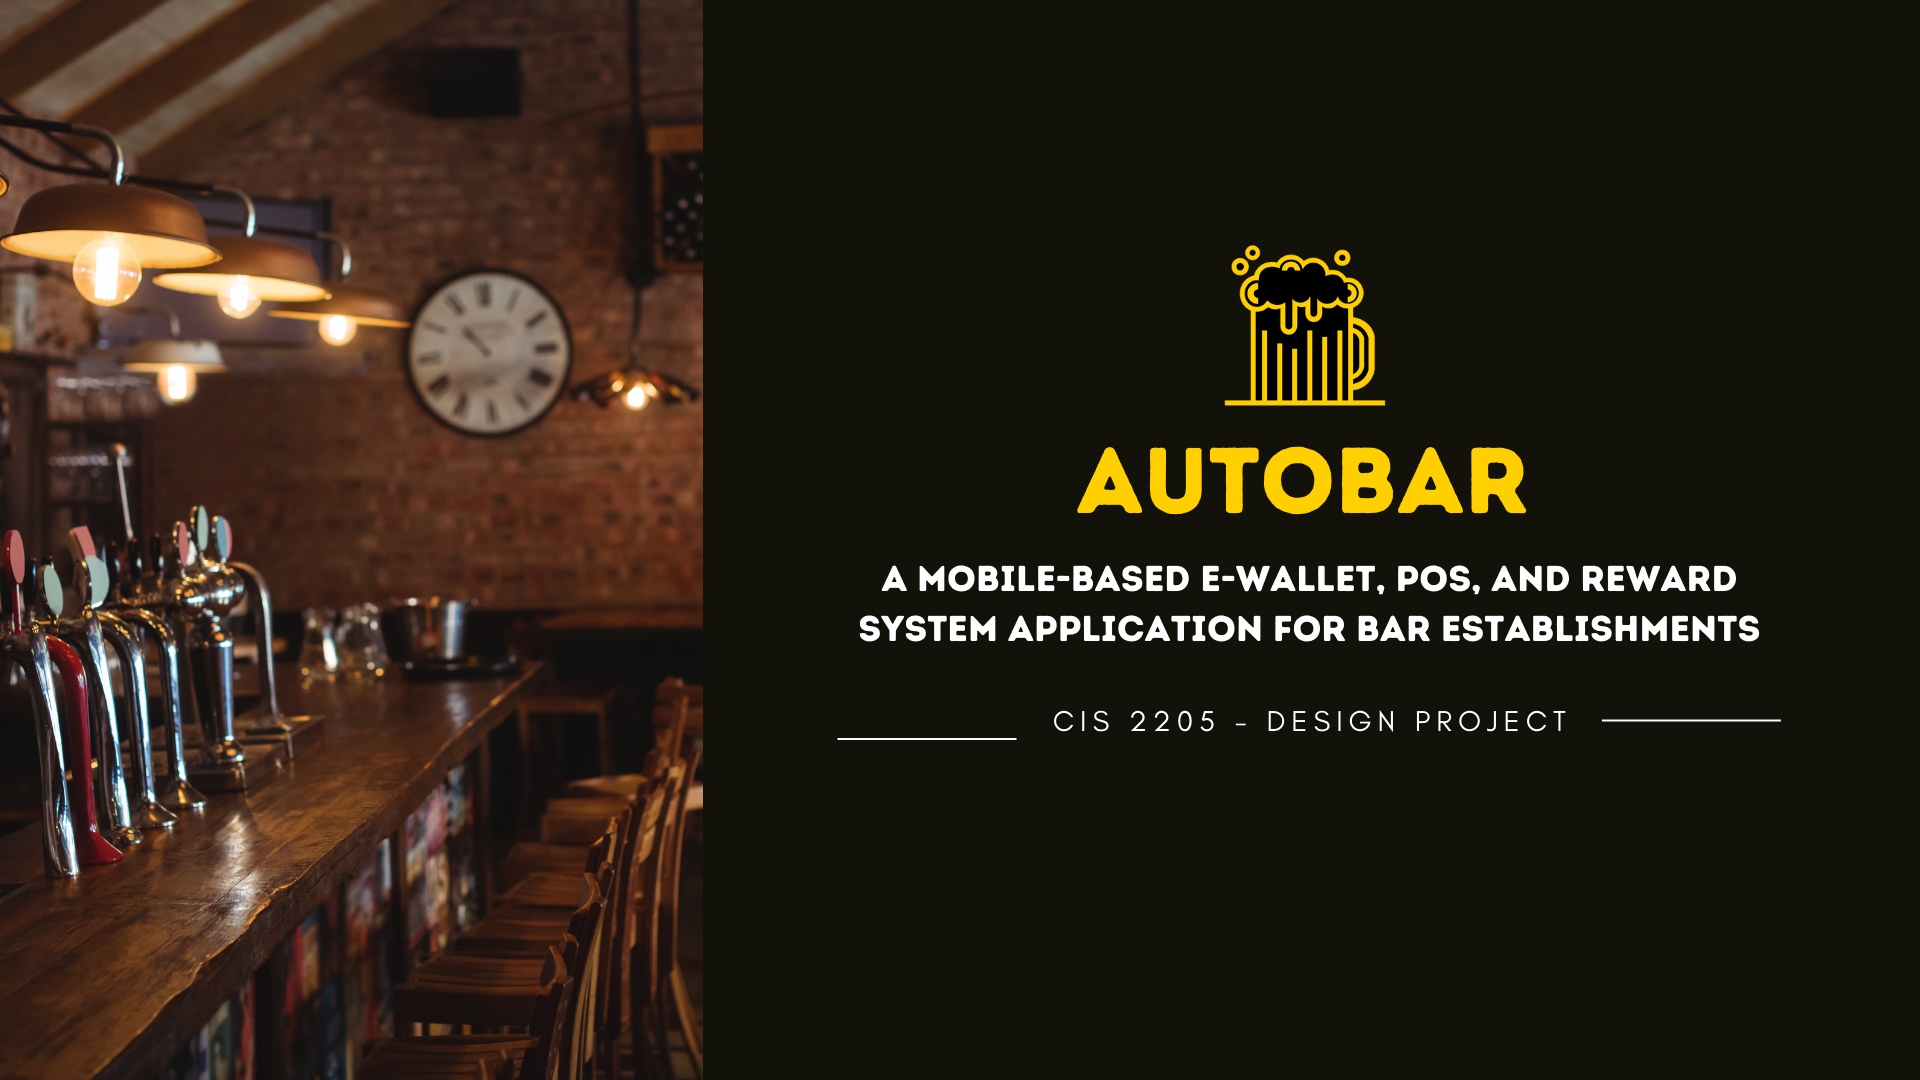 AUTOBAR
A MOBILE-BASED E-WALLET, POS, AND REWARD
SYSTEM APPLICATION FOR BAR ESTABLISHMENTS
CIS 2205 - DESIGN PROJECT